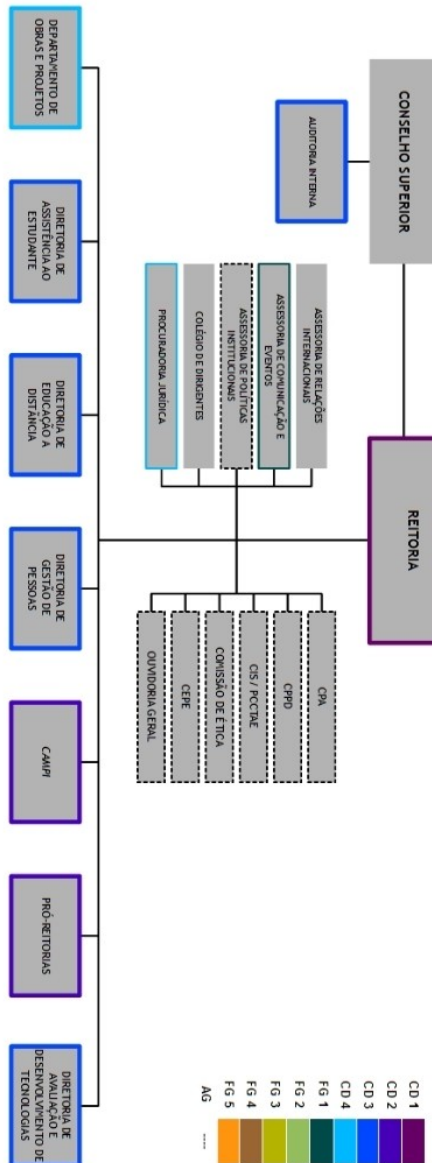 CONSELHO SUPERIOR
REITORIA
AUDITORIA INTERNA
ASSESSORIA DE RELAÇÕES
INTERNACIONAIS
ASSESSORIA DE COMUNICAÇÃO E
EVENTOS
ASSESSORIA DE POLÍTICAS
INSTITUCIONAIS
COLÉGIO DE DIRIGENTES
PROCURADORIA JURÍDICA
CPA
CPPD
CIS / PCCTAE
COMISSÃO DE ÉTICA
CEPE
OUVIDORIA GERAL
DEPARTAMENTO DE
OBRAS E PROJETOS
DIRETORIA DE
ASSISTÊNCIA AO
ESTUDANTE
DIRETORIA DE
EDUCAÇÃO A
DISTÂNCIA
DIRETORIA DE
GESTÃO DE
PESSOAS
CAMPI
PRÓ-REITORIAS
DIRETORIA DE
AVALIAÇÃO E
DESENVOLVIMENTO DE
TECNOLOGIAS
CD 1
CD 2
CD 3
CD 4
FG 1
FG 2
FG 3
FG 4
FG 5
AG ----